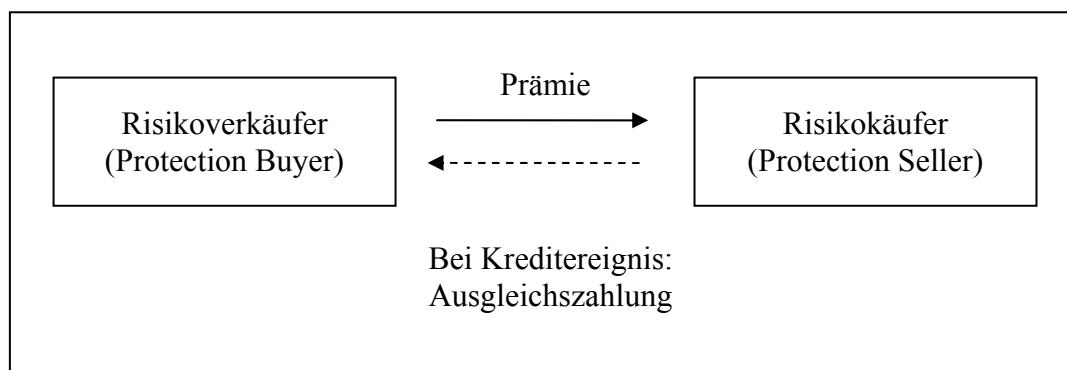 Prämie
Risikoverkäufer
(Protection Buyer)
Risikokäufer
(Protection Seller)
Bei Kreditereignis:
Ausgleichszahlung